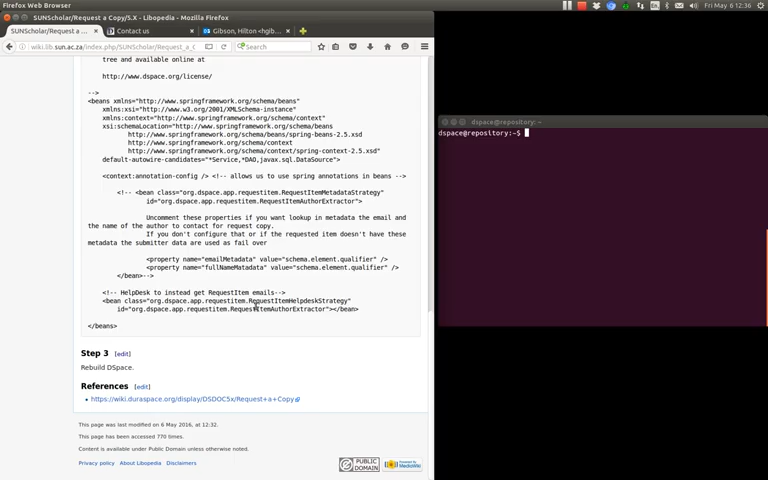 Firefox Web Browser
Fri May 6 12:36
SUNScholar/Request a Copy/5.X - Libopedia - Mozilla Firefox
SUNScholar/Request a Cop...
Contact us
Gibson, Hilton <hgib...
wiki.lib.sun.ac.za/index.php/SUNScholar/Request_a_C
Search
tree and available online at
http://www.dspace.org/license/
-->
<beans xmlns="http://www.springframework.org/schema/beans"
xmlns:xsi="http://www.w3.org/2001/XMLSchema-instance"
xmlns:context="http://www.springframework.org/schema/context"
xsi:schemaLocation="http://www.springframework.org/schema/beans
http://www.springframework.org/schema/beans/spring-beans-2.5.xsd
http://www.springframework.org/schema/context
http://www.springframework.org/schema/context/spring-context-2.5.xsd"
default-autowire-candidates="*Service,*DAO,javax.sql.DataSource">
<context:annotation-config /> <!-- allows us to use spring annotations in beans -->
<!-- <bean class="org.dspace.app.requestitem.RequestItemMetadataStrategy"
id="org.dspace.app.requestitem.RequestItemAuthorExtractor">
Uncomment these properties if you want lookup in metadata the email and
the name of the author to contact for request copy.
If you don't configure that or if the requested item doesn't have these
metadata the submitter data are used as fail over
<property name="emailMetadata" value="schema.element.qualifier" />
<property name="fullNameMatadata" value="schema.element.qualifier" />
</bean>-->
<!-- HelpDesk to instead get RequestItem emails-->
<bean class="org.dspace.app.requestitem.RequestItemHelpdeskStrategy"
id="org.dspace.app.requestitem.RequestItemAuthorExtractor"></bean>
</beans>
Step 3 [edit]
Rebuild DSpace.
References [edit]
https://wiki.duraspace.org/display/DSDOC5x/Request+a+Copy
This page was last modified on 6 May 2016, at 12:32.
This page has been accessed 770 times.
Content is available under Public Domain unless otherwise noted.
Privacy policy About Libopedia Disclaimers
PUBLIC DOMAIN
Powered by MediaWiki
dspace@repository: ~
dspace@repository:~$